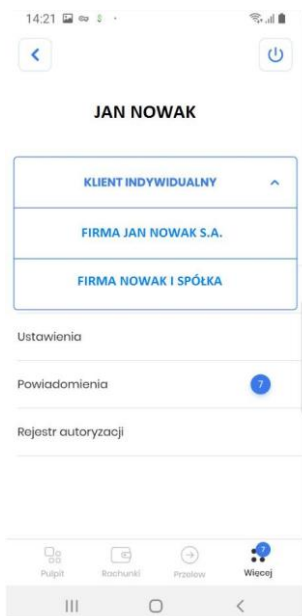 14:21
JAN NOWAK
KLIENT INDYWIDUALNY
FIRMA JAN NOWAK S.A.
FIRMA NOWAK I SPÓŁKA
Ustawienia
Powiadomienia 7
Rejestr autoryzacji
7
Pulpit Rachunki Przelew Więcej